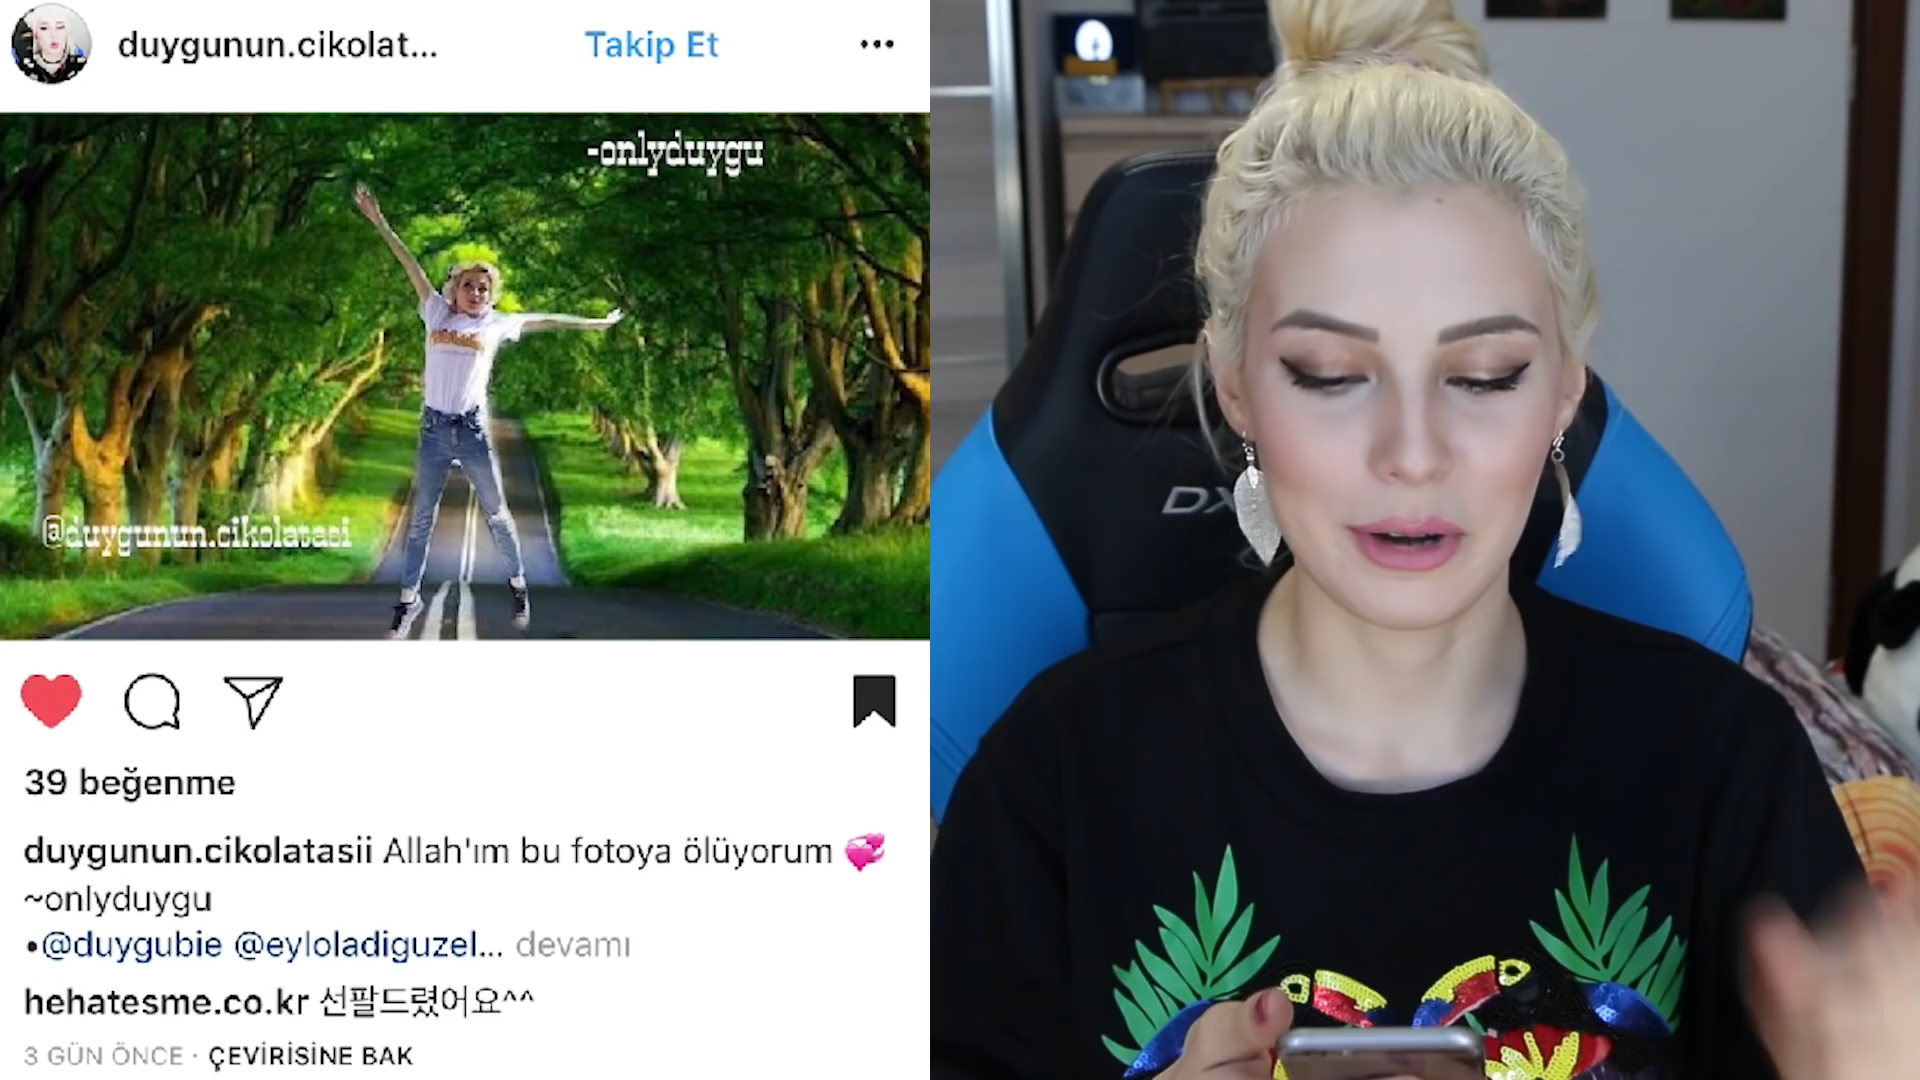 duygunun.cikolat...
Takip Et
-onlyduygu
@duygunun.cikolatasi
39 beğenme
duygunun.cikolatasii Allah'ım bu fotoya ölüyorum 💞
~onlyduygu
•@duygubie @eyloladiguzel... devamı
hehatesme.co.kr 선팔드렸어요^^
3 GÜN ÖNCE · ÇEVİRİSİNE BAK
DX